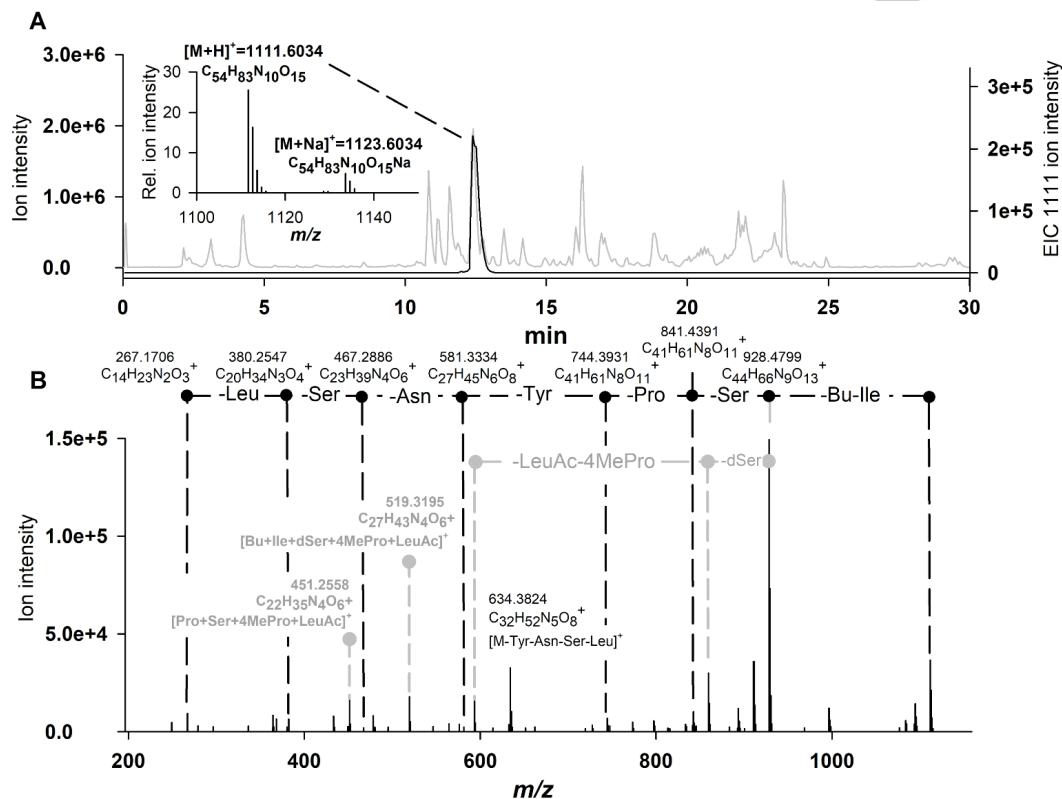 A
[M+H]+=1111.6034
C54H83N10O15
[M+Na]+=1123.6034
C54H83N10O15Na
Rel. ion intensity
30
20
10
0
1100
1120
1140
m/z
Ion intensity
3.0e+6
2.0e+6
1.0e+6
0.0
EIC 1111 ion intensity
3e+5
2e+5
1e+5
0
0 5 10 15 20 25 30
min
B
267.1706
C14H23N2O3+
380.2547
C20H34N3O4+
467.2886
C23H39N4O6+
581.3334
C27H45N6O8+
744.3931
C41H61N8O11+
841.4391
C41H61N8O11+
928.4799
C44H66N9O13+
-Leu -Ser -Asn -Tyr -Pro -Ser -Bu-Ile -
-LeuAc-4MePro -dSer
519.3195
C27H43N4O6+
[Bu+Ile+dSer+4MePro+LeuAc]+
451.2558
C22H35N4O6+
[Pro+Ser+4MePro+LeuAc]+
634.3824
C32H52N5O8+
[M-Tyr-Asn-Ser-Leu]+
Ion intensity
1.5e+5
1.0e+5
5.0e+4
0.0
200 400 600 800 1000
m/z